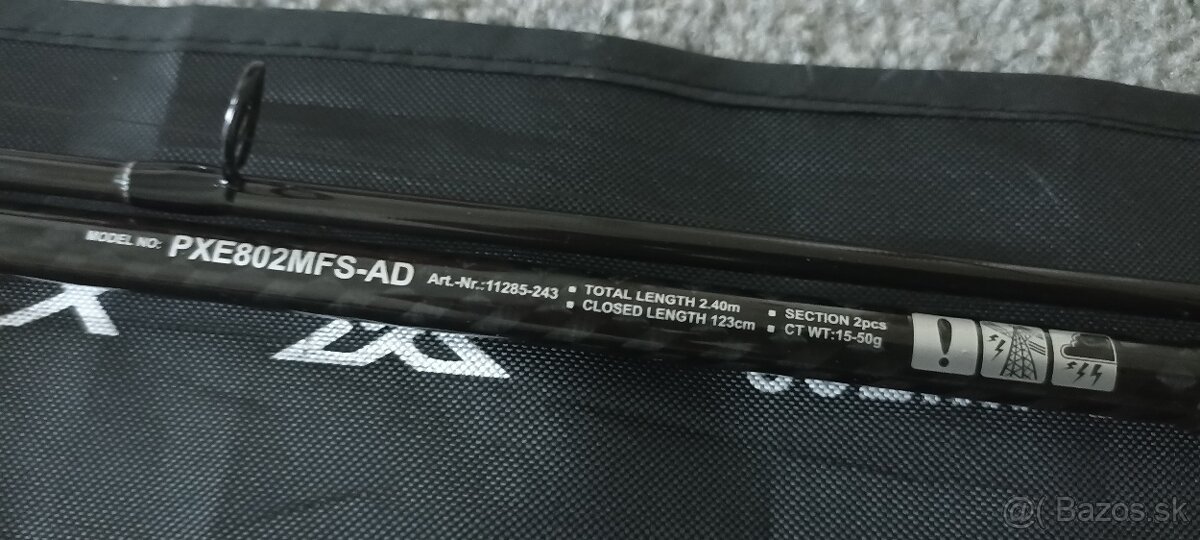 MODEL NO: PXE802MFS-AD Art.-Nr.:11285-243 ▪ TOTAL LENGTH 2.40m ▪ SECTION 2pcs
▪ CLOSED LENGTH 123cm ▪ CT WT:15-50g
X
@( Bazos.sk